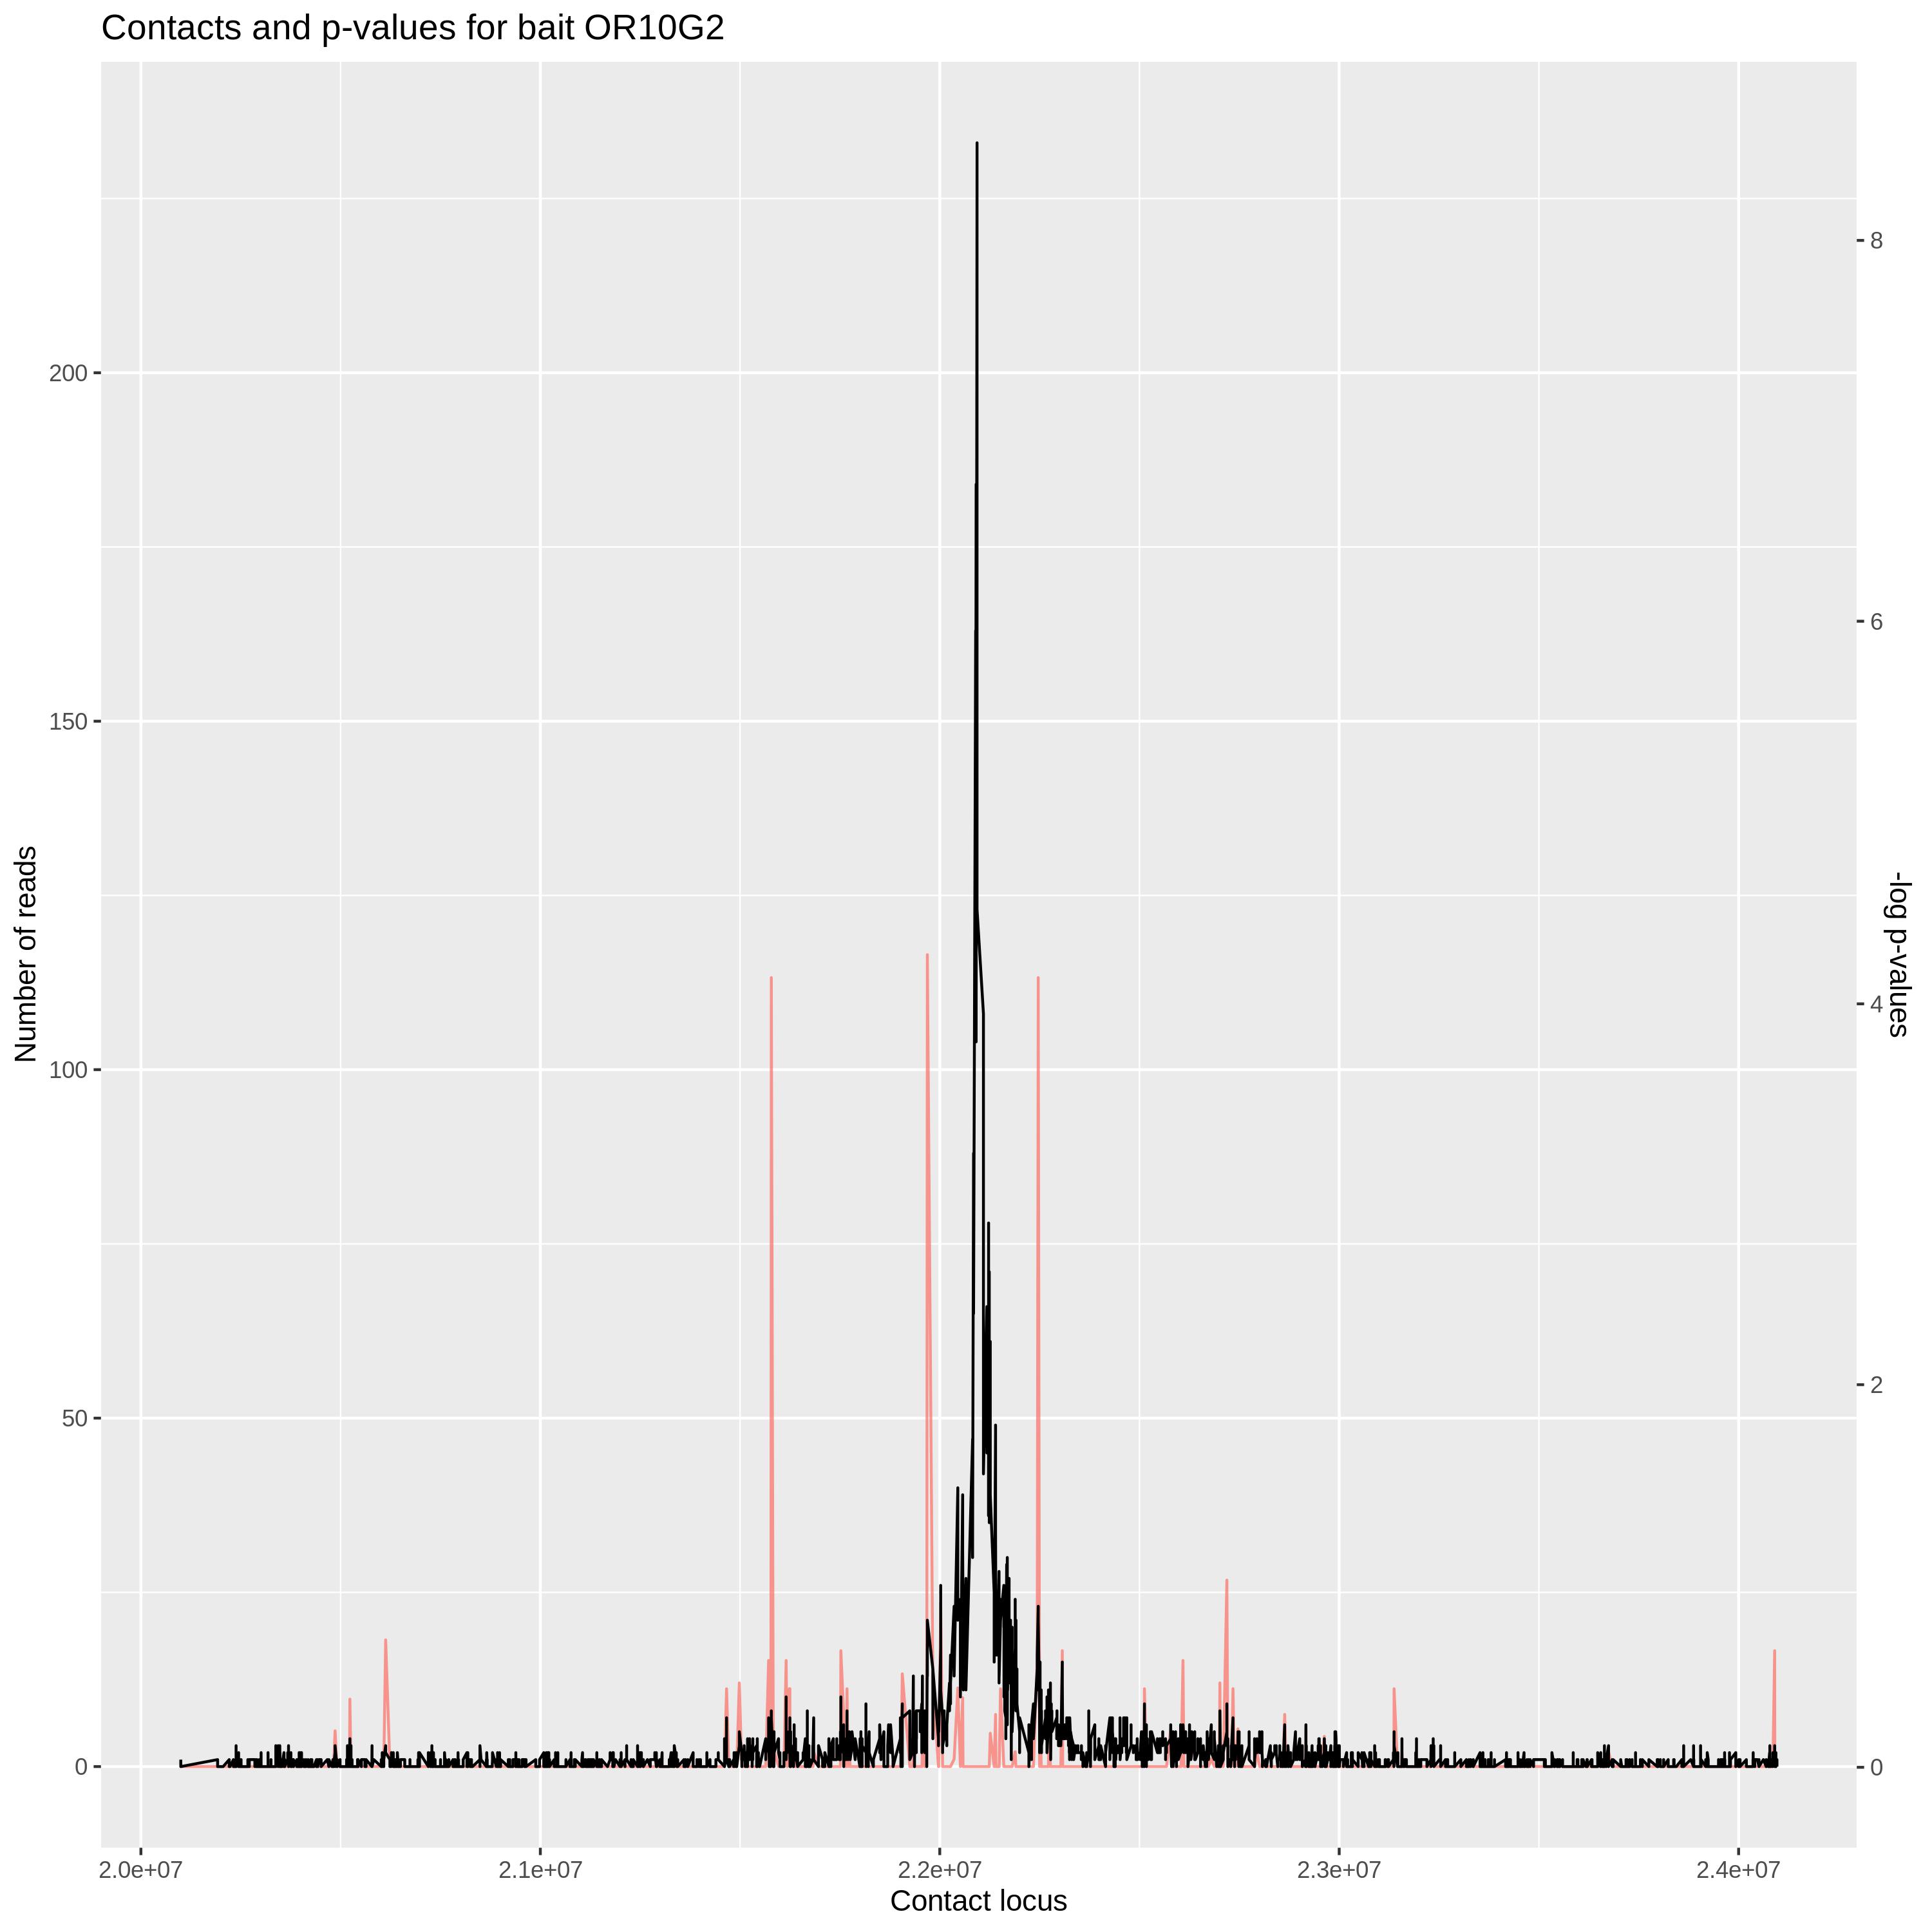 Contacts and p-values for bait OR10G2
Number of reads
200
150
100
50
0
8
6
4
2
0
-log p-values
2.0e+07
2.1e+07
2.2e+07
2.3e+07
2.4e+07
Contact locus